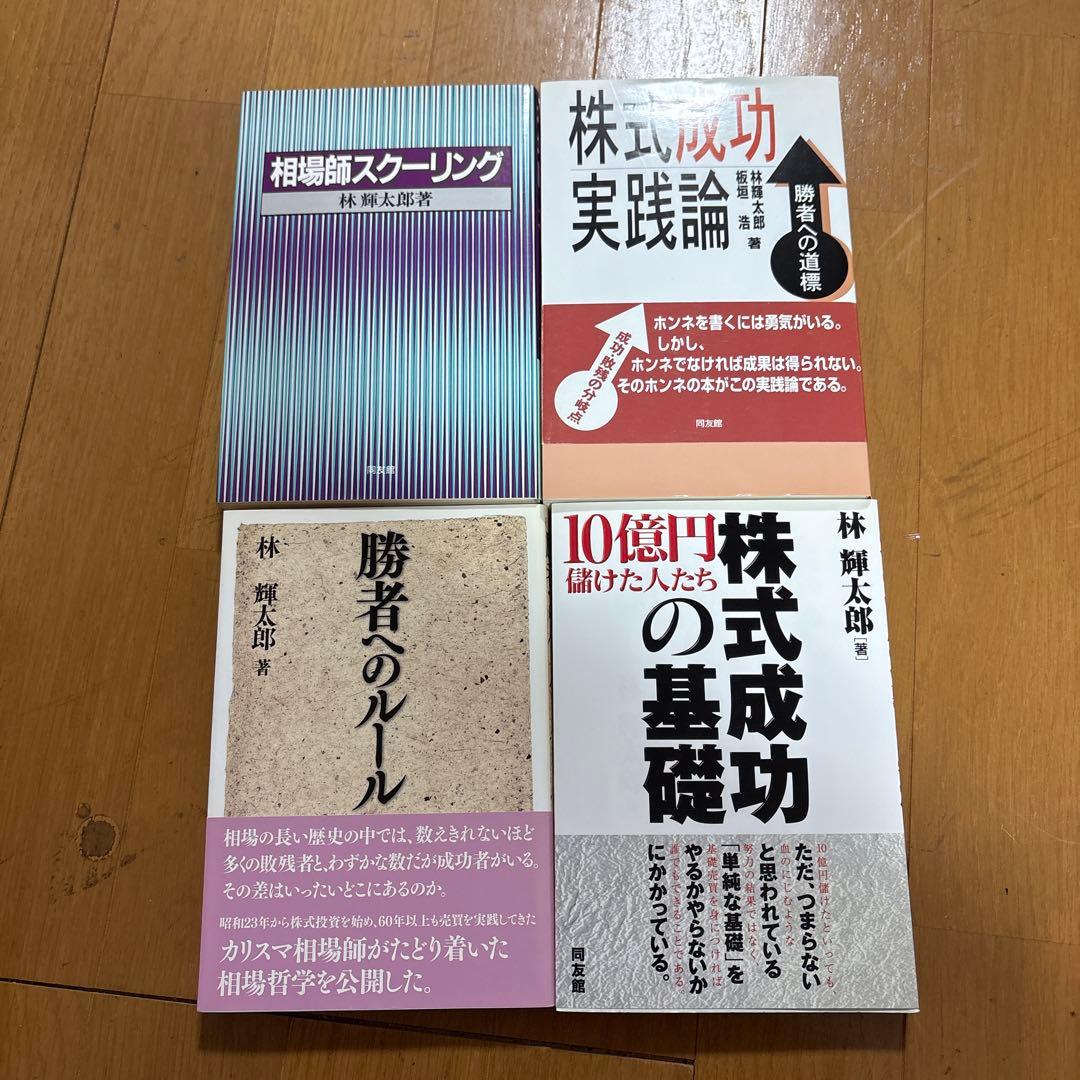 相場師スクーリング
林 輝太郎著
同友館
株式成功
実践論
林 輝太郎
板垣 浩
著
勝者への道標
成功・敗残の分岐点
ホンネを書くには勇気がいる。
しかし、
ホンネでなければ成果は得られない。
そのホンネの本がこの実践論である。
同友館
勝者へのルール
林 輝太郎 著
相場の長い歴史の中では、数えきれないほど
多くの敗残者と、わずかな数だが成功者がいる。
その差はいったいどこにあるのか。
昭和23年から株式投資を始め、60年以上も売買を実践してきた
カリスマ相場師がたどり着いた
相場哲学を公開した。
林 輝太郎[著]
株式成功
の基礎
10億円
儲けた人たち
10億円儲けたといっても、
ただ、つまらない
血のにじむような
と思われている
努力の結果ではなく
「単純な基礎」を
基礎売買を身につければ
やるかやらないか
誰でもできることである
にかかっている。
同友館